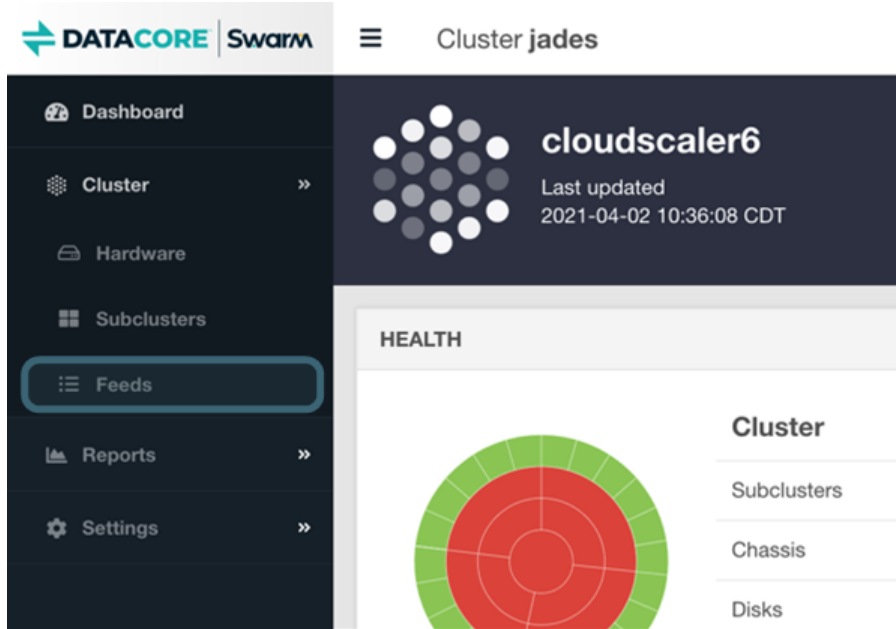 DATACORE Swarm
Cluster jades
Dashboard
Cluster »
Hardware
Subclusters
Feeds
Reports »
Settings »
cloudscaler6
Last updated
2021-04-02 10:36:08 CDT
HEALTH
Cluster
Subclusters
Chassis
Disks